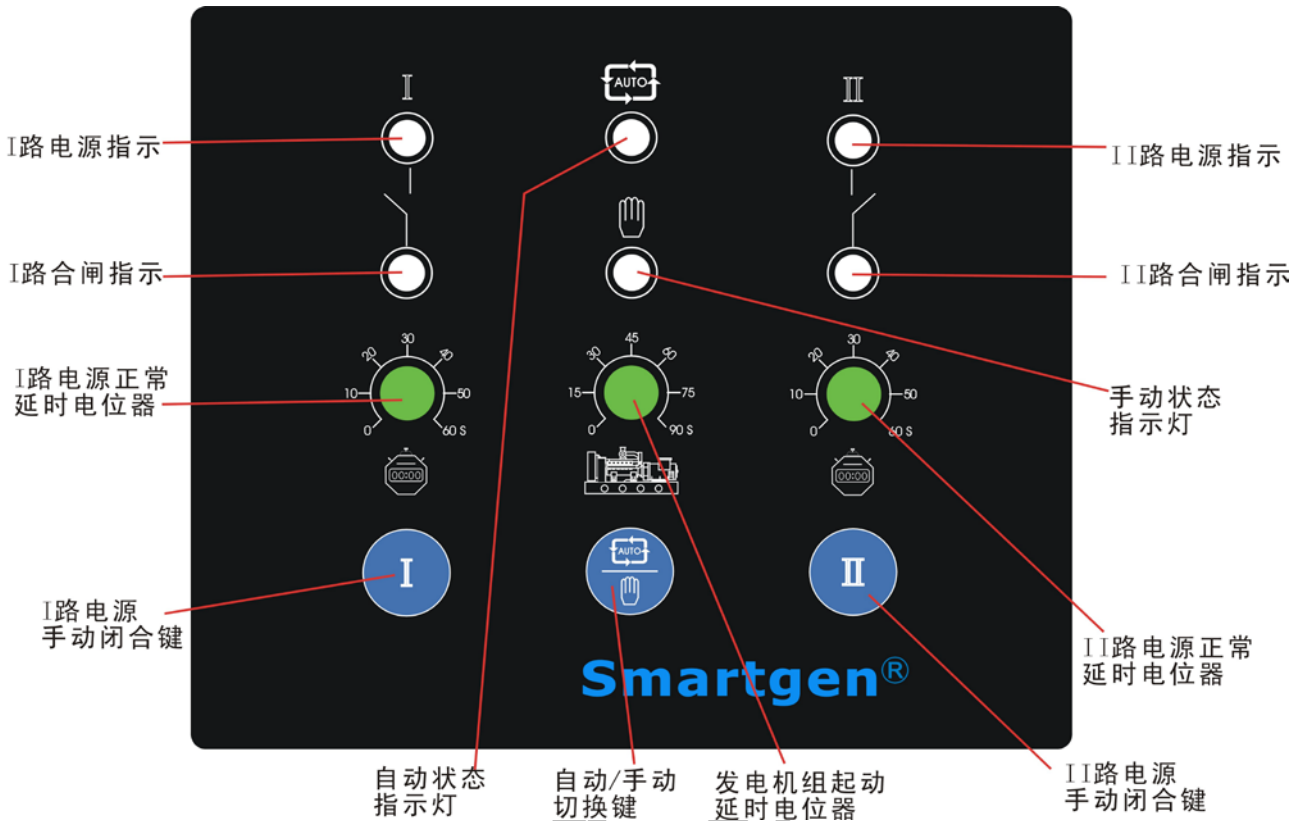 I
AUTO
II
I路电源指示
II路电源指示
I路合闸指示
II路合闸指示
0 10 20 30 40 50 60 S
0 15 30 45 60 75 90 S
0 10 20 30 40 50 60 S
I路电源正常
延时电位器
手动状态
指示灯
00:00
00:00
I
AUTO
II
I路电源
手动闭合键
II路电源正常
延时电位器
Smartgen®
自动状态
指示灯
自动/手动
切换键
发电机组起动
延时电位器
II路电源
手动闭合键